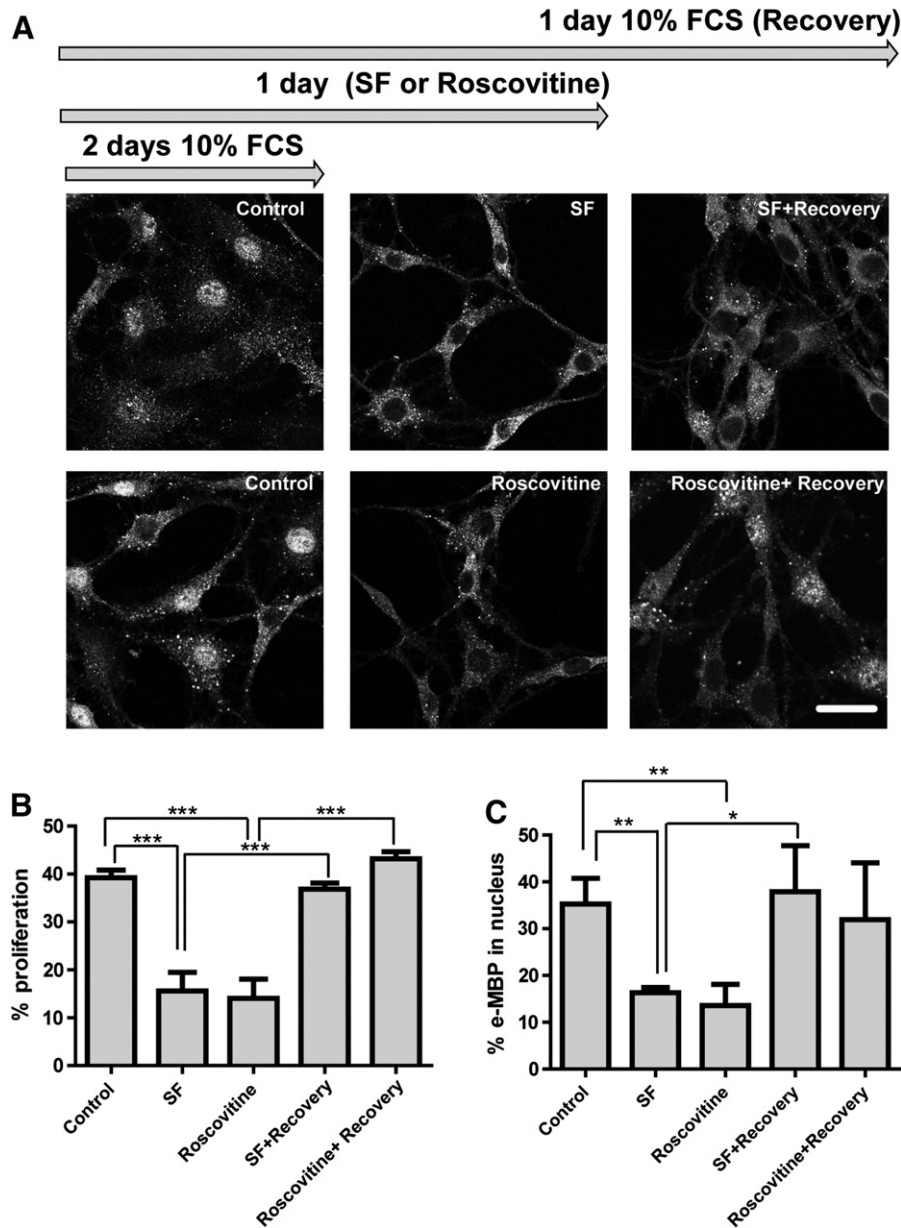 A
1 day 10% FCS (Recovery)
1 day (SF or Roscovitine)
2 days 10% FCS
Control
SF
SF+Recovery
Control
Roscovitine
Roscovitine+ Recovery
B
***
***
***
***
% proliferation
50
40
30
20
10
0
Control
SF
Roscovitine
SF+Recovery
Roscovitine+ Recovery
C
**
**
*
% e-MBP in nucleus
50
40
30
20
10
0
Control
SF
Roscovitine
SF+Recovery
Roscovitine+Recovery